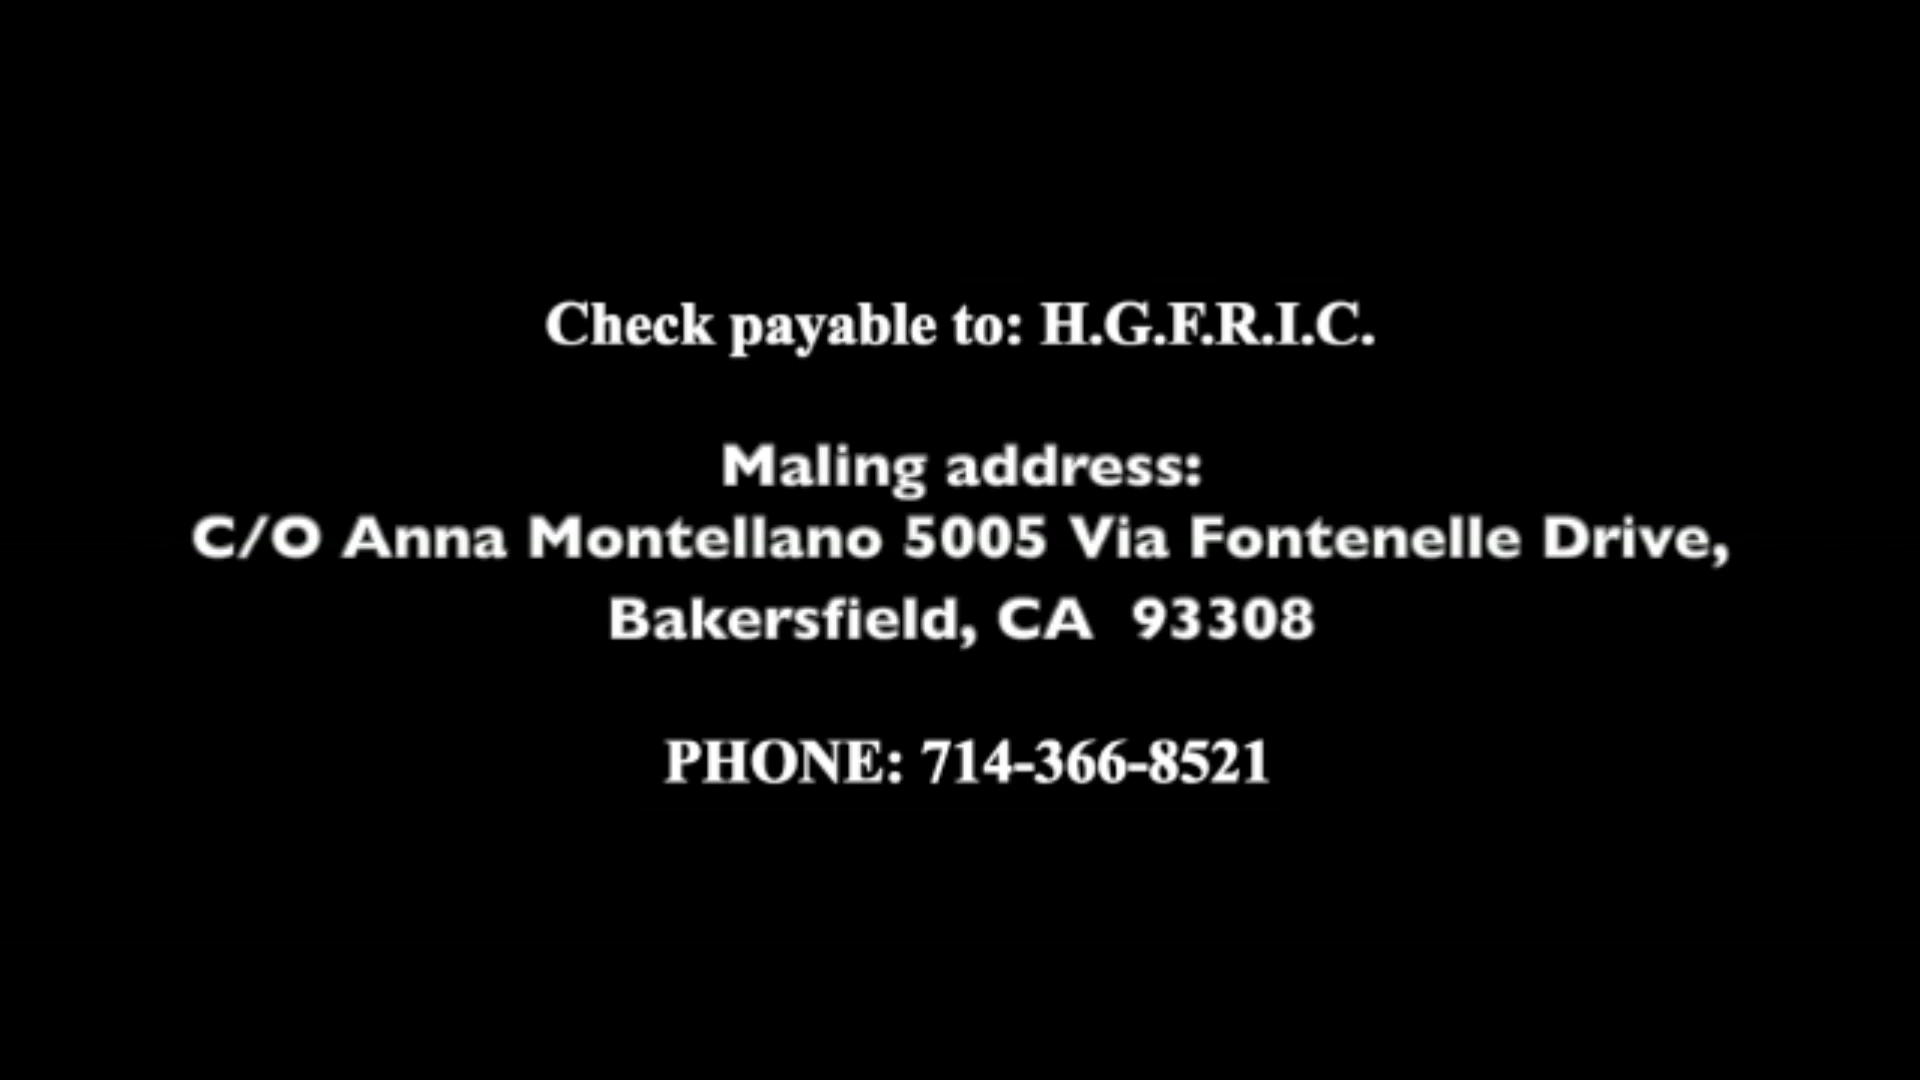 Check payable to: H.G.F.R.I.C.
Maling address:
C/O Anna Montellano 5005 Via Fontenelle Drive,
Bakersfield, CA  93308
PHONE: 714-366-8521